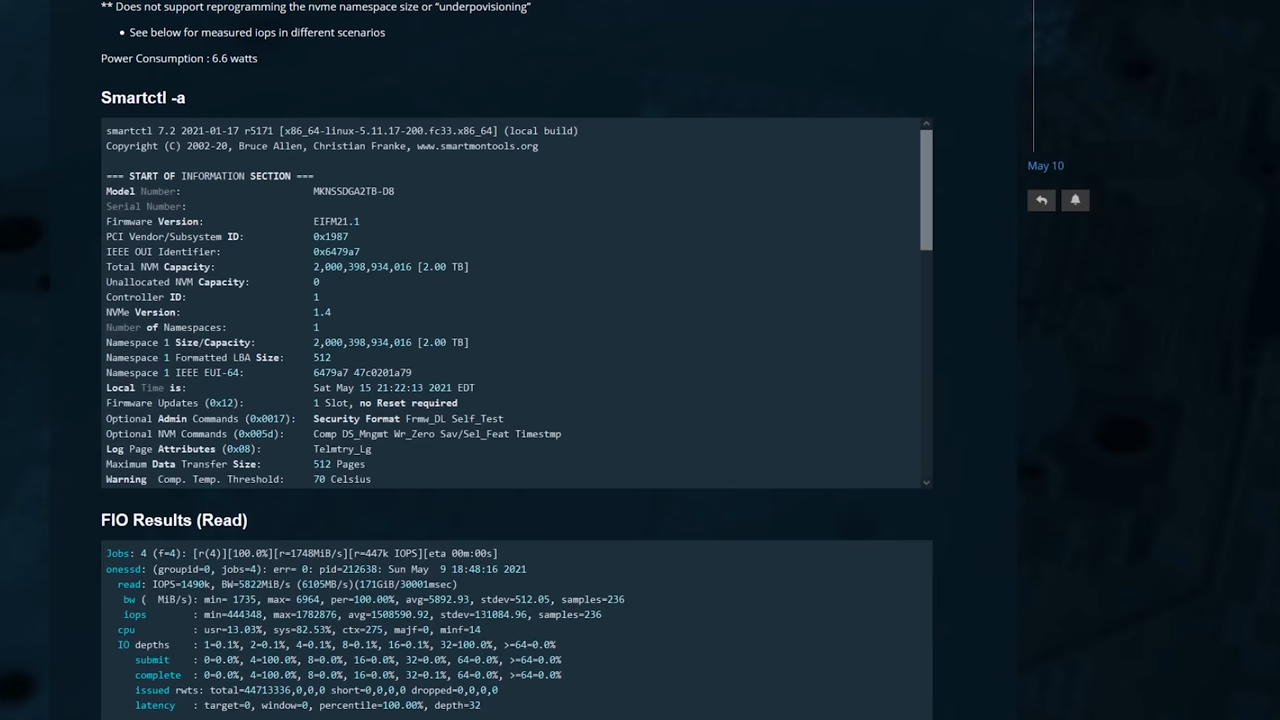 ** Does not support reprogramming the nvme namespace size or “underpovisioning”
• See below for measured iops in different scenarios
Power Consumption : 6.6 watts
Smartctl -a
smartctl 7.2 2021-01-17 r5171 [x86_64-linux-5.11.17-200.fc33.x86_64] (local build)
Copyright (C) 2002-20, Bruce Allen, Christian Franke, www.smartmontools.org
=== START OF INFORMATION SECTION ===
Model Number: MKNSSDGA2TB-D8
Serial Number:
Firmware Version: EIFM21.1
PCI Vendor/Subsystem ID: 0x1987
IEEE OUI Identifier: 0x6479a7
Total NVM Capacity: 2,000,398,934,016 [2.00 TB]
Unallocated NVM Capacity: 0
Controller ID: 1
NVMe Version: 1.4
Number of Namespaces: 1
Namespace 1 Size/Capacity: 2,000,398,934,016 [2.00 TB]
Namespace 1 Formatted LBA Size: 512
Namespace 1 IEEE EUI-64: 6479a7 47c0201a79
Local Time is: Sat May 15 21:22:13 2021 EDT
Firmware Updates (0x12): 1 Slot, no Reset required
Optional Admin Commands (0x0017): Security Format Frmw_DL Self_Test
Optional NVM Commands (0x005d): Comp DS_Mngmt Wr_Zero Sav/Sel_Feat Timestmp
Log Page Attributes (0x08): Telmtry_Lg
Maximum Data Transfer Size: 512 Pages
Warning Comp. Temp. Threshold: 70 Celsius
May 10
FIO Results (Read)
Jobs: 4 (f=4): [r(4)][100.0%][r=1748MiB/s][r=447k IOPS][eta 00m:00s]
onessd: (groupid=0, jobs=4): err= 0: pid=212638: Sun May 9 18:48:16 2021
read: IOPS=1490k, BW=5822MiB/s (6105MB/s)(171GiB/30001msec)
bw ( MiB/s): min= 1735, max= 6964, per=100.00%, avg=5892.93, stdev=512.05, samples=236
iops : min=444348, max=1782876, avg=1508590.92, stdev=131084.96, samples=236
cpu : usr=13.03%, sys=82.53%, ctx=275, majf=0, minf=14
IO depths : 1=0.1%, 2=0.1%, 4=0.1%, 8=0.1%, 16=0.1%, 32=100.0%, >=64=0.0%
submit : 0=0.0%, 4=100.0%, 8=0.0%, 16=0.0%, 32=0.0%, 64=0.0%, >=64=0.0%
complete : 0=0.0%, 4=100.0%, 8=0.0%, 16=0.0%, 32=0.1%, 64=0.0%, >=64=0.0%
issued rwts: total=44713336,0,0,0 short=0,0,0,0 dropped=0,0,0,0
latency : target=0, window=0, percentile=100.00%, depth=32